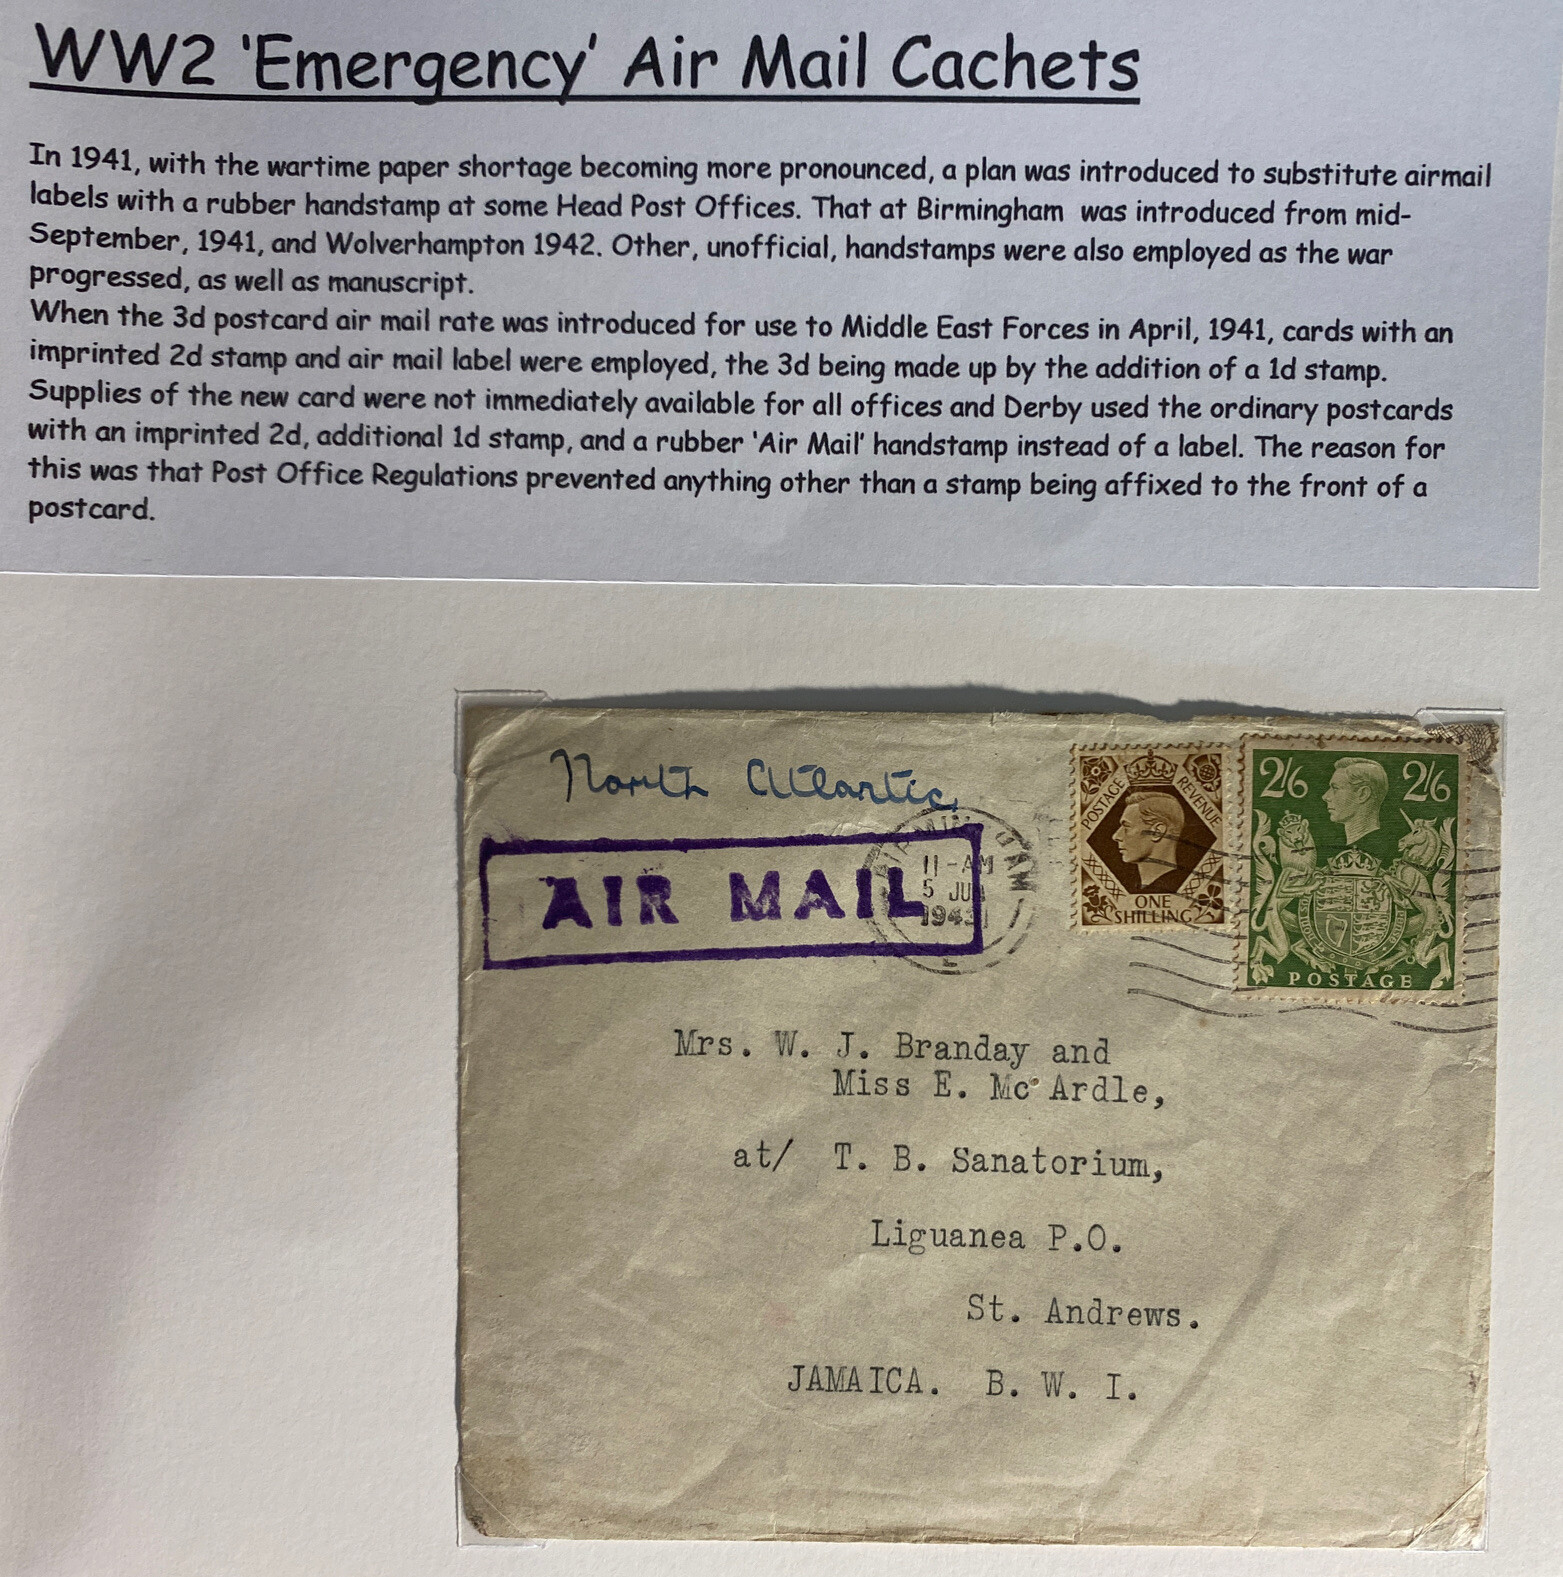 WW2 'Emergency' Air Mail Cachets
In 1941, with the wartime paper shortage becoming more pronounced, a plan was introduced to substitute airmail
labels with a rubber handstamp at some Head Post Offices. That at Birmingham was introduced from mid-
September, 1941, and Wolverhampton 1942. Other, unofficial, handstamps were also employed as the war
progressed, as well as manuscript.
When the 3d postcard air mail rate was introduced for use to Middle East Forces in April, 1941, cards with an
imprinted 2d stamp and air mail label were employed, the 3d being made up by the addition of a 1d stamp.
Supplies of the new card were not immediately available for all offices and Derby used the ordinary postcards
with an imprinted 2d, additional 1d stamp, and a rubber 'Air Mail' handstamp instead of a label. The reason for
this was that Post Office Regulations prevented anything other than a stamp being affixed to the front of a
postcard.
North Atlantic
AIR MAIL
11-AM
5
1943
POSTAGE REVENUE
ONE
SHILLING
2/6 2/6
POSTAGE
Mrs. W. J. Branday and
Miss E. Mc Ardle,
at/ T. B. Sanatorium,
Liguanea P.O.
St. Andrews.
JAMAICA. B. W. I.